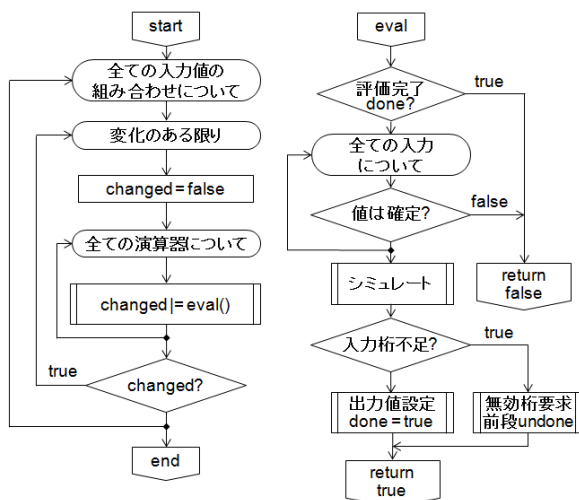 start
全ての入力値の
組み合わせについて
変化のある限り
changed=false
全ての演算器について
changed|=eval()
true
changed?
end
eval
評価完了
done?
true
全ての入力
について
値は確定?
false
return
false
シミュレート
入力桁不足?
true
出力値設定
done=true
無効桁要求
前段undone
return
true